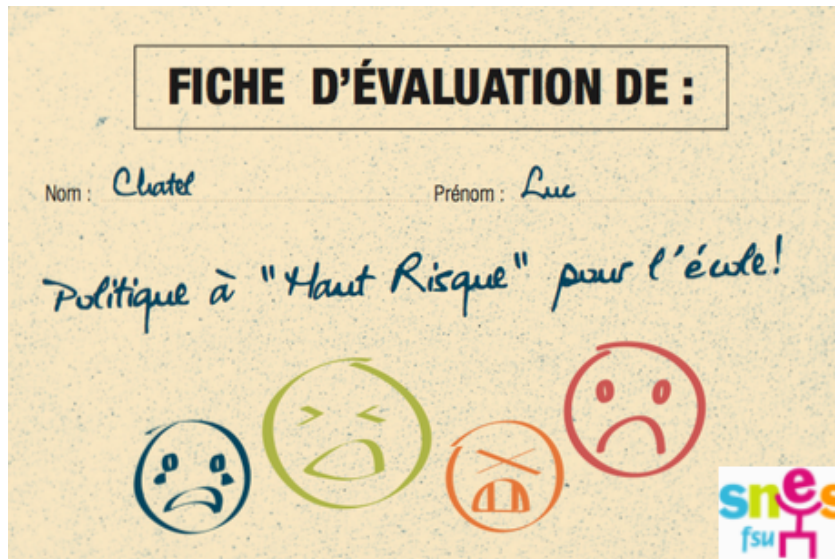 FICHE D'ÉVALUATION DE :
Nom : Chatel Prénom : Luc
Politique à "Haut Risque" pour l'école!
snes
fsu